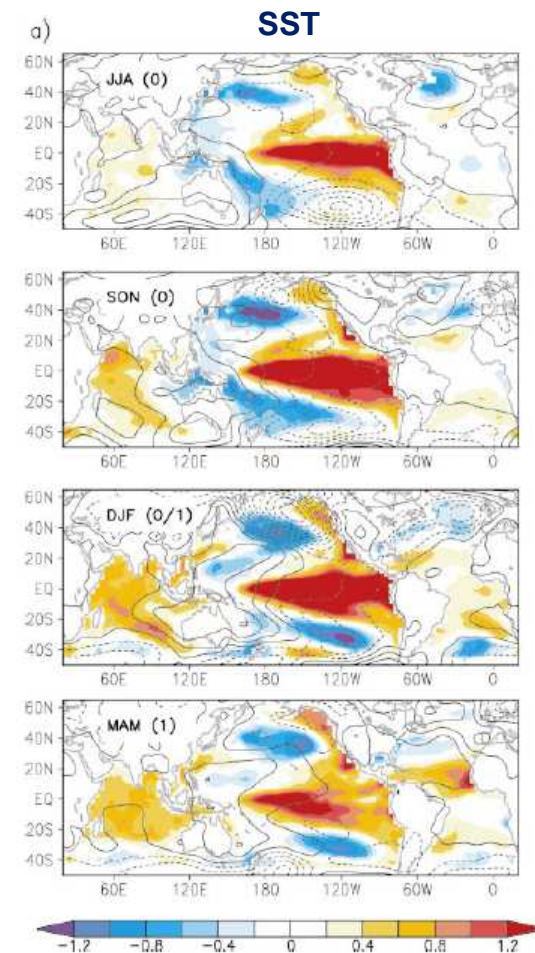 a)
SST
60N
40N
20N
EQ
20S
40S
JJA (0)
60E 120E 180 120W 60W 0
60N
40N
20N
EQ
20S
40S
SON (0)
60E 120E 180 120W 60W 0
60N
40N
20N
EQ
20S
40S
DJF (0/1)
60E 120E 180 120W 60W 0
60N
40N
20N
EQ
20S
40S
MAM (1)
60E 120E 180 120W 60W 0
-1.2 -0.8 -0.4 0 0.4 0.8 1.2